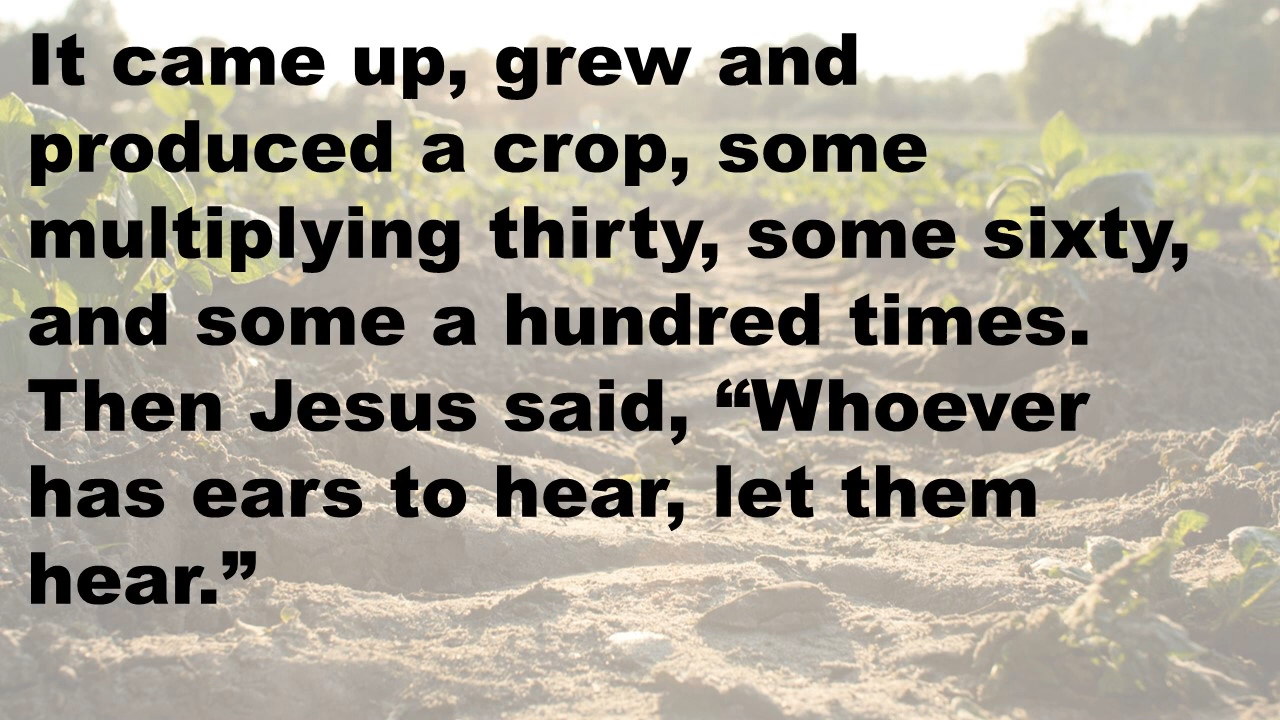 It came up, grew and
produced a crop, some
multiplying thirty, some sixty,
and some a hundred times.
Then Jesus said, “Whoever
has ears to hear, let them
hear.”